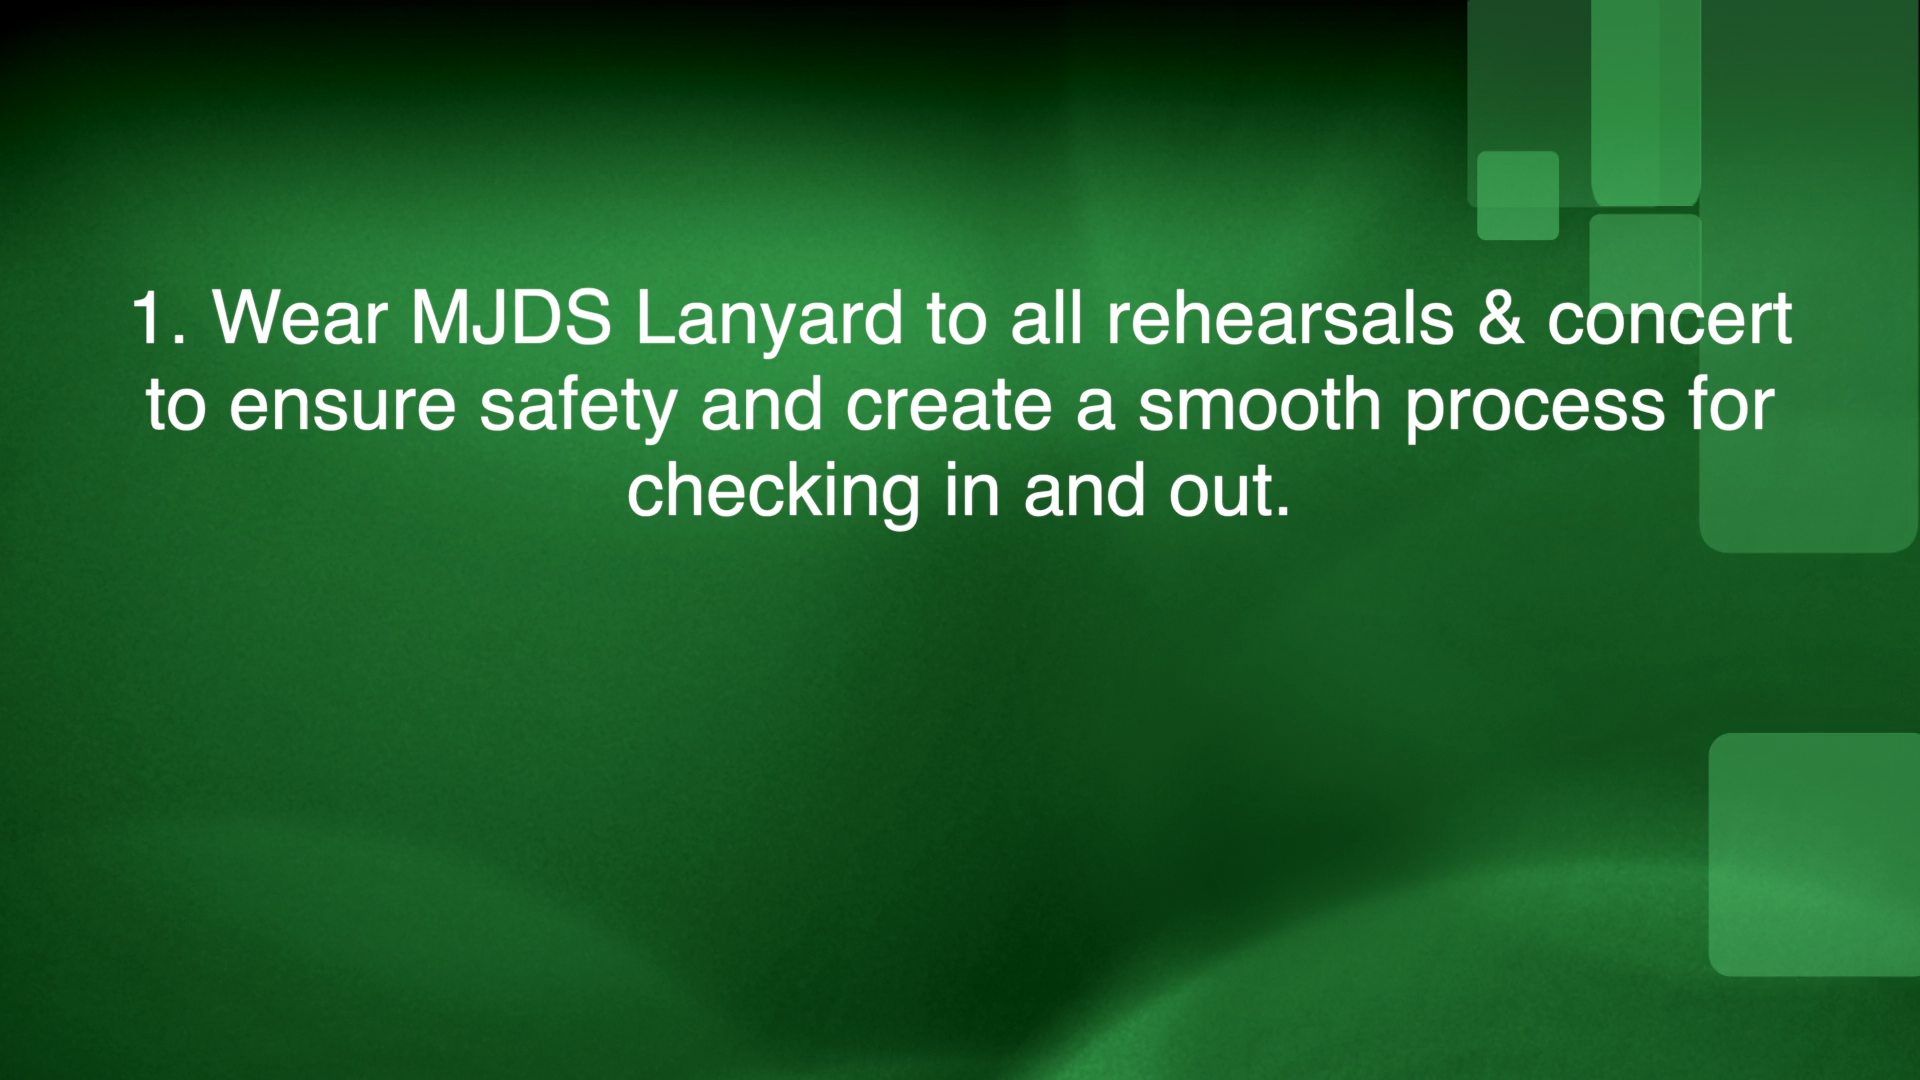 1. Wear MJDS Lanyard to all rehearsals & concert
to ensure safety and create a smooth process for
checking in and out.